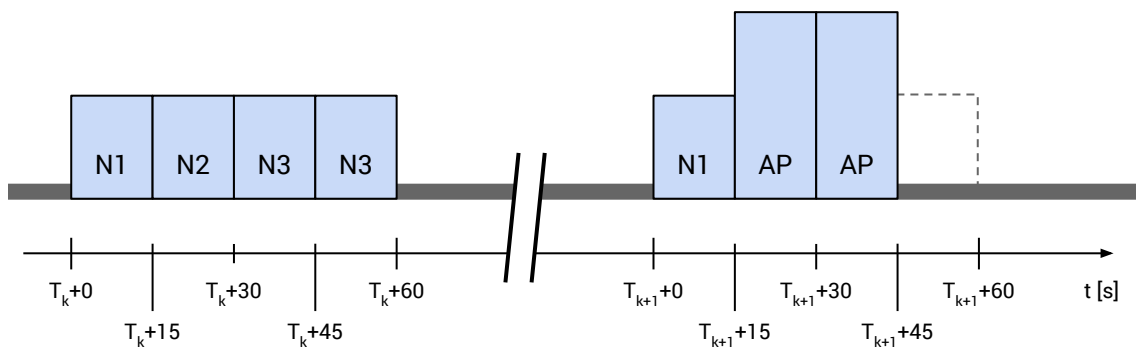 N1 N2 N3 N3 N1 AP AP
T_k+0 T_k+30 T_k+60 T_{k+1}+0 T_{k+1}+30 T_{k+1}+60 t [s]
T_k+15 T_k+45 T_{k+1}+15 T_{k+1}+45